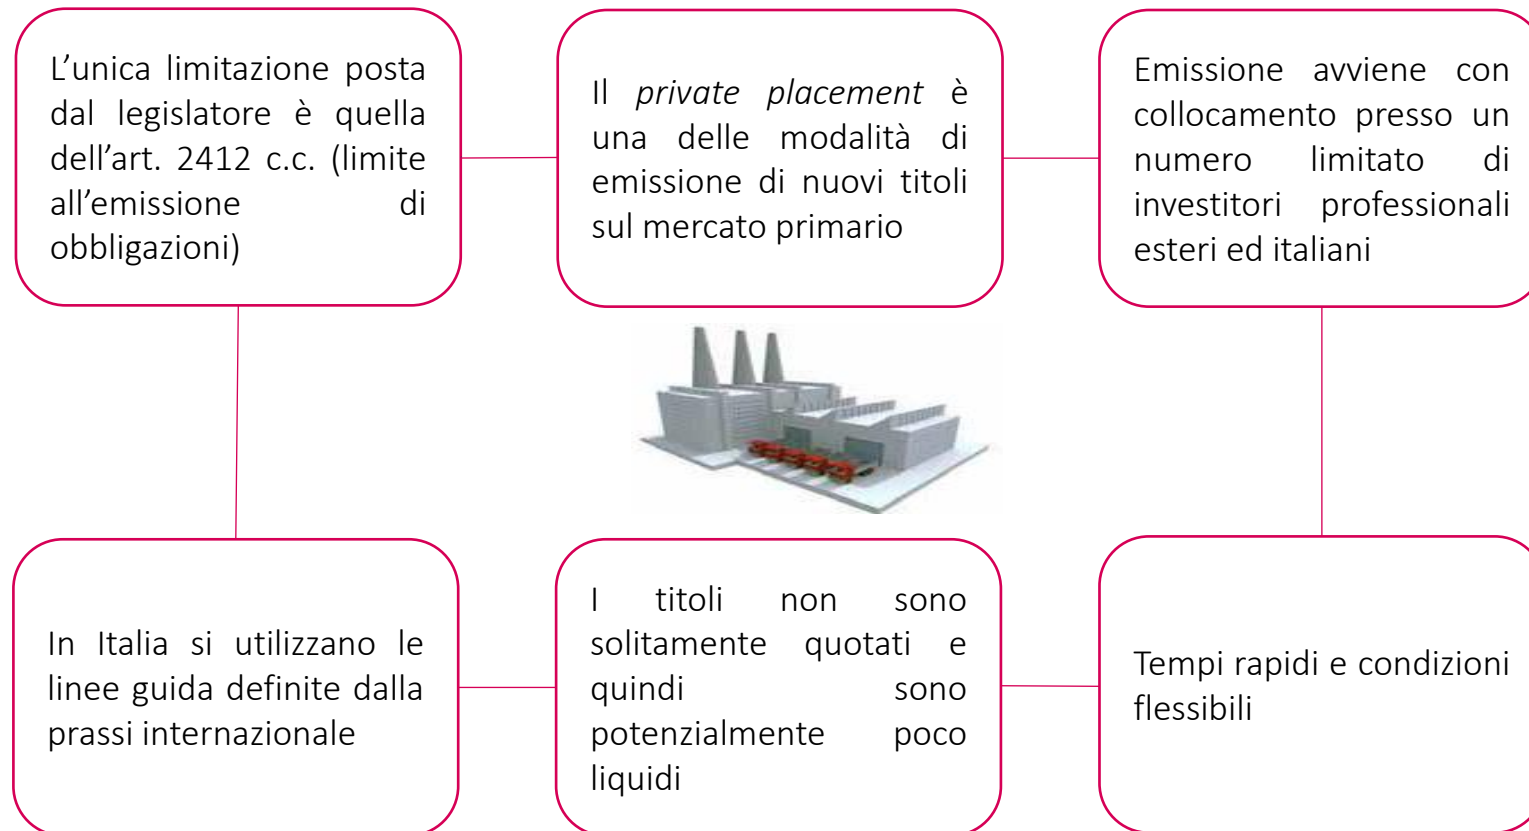 L’unica limitazione posta
dal legislatore è quella
dell’art. 2412 c.c. (limite
all’emissione di
obbligazioni)
Il private placement è
una delle modalità di
emissione di nuovi titoli
sul mercato primario
Emissione avviene con
collocamento presso un
numero limitato di
investitori professionali
esteri ed italiani
In Italia si utilizzano le
linee guida definite dalla
prassi internazionale
I titoli non sono
solitamente quotati e
quindi sono
potenzialmente poco
liquidi
Tempi rapidi e condizioni
flessibili